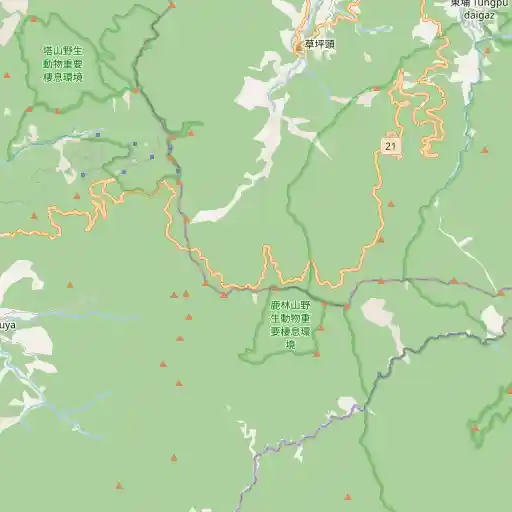 東埔 Tungpu
daigaz
草坪頭
塔山野生
動物重要
棲息環境
21
鹿林山野
生動物重
要棲息環
境
uya